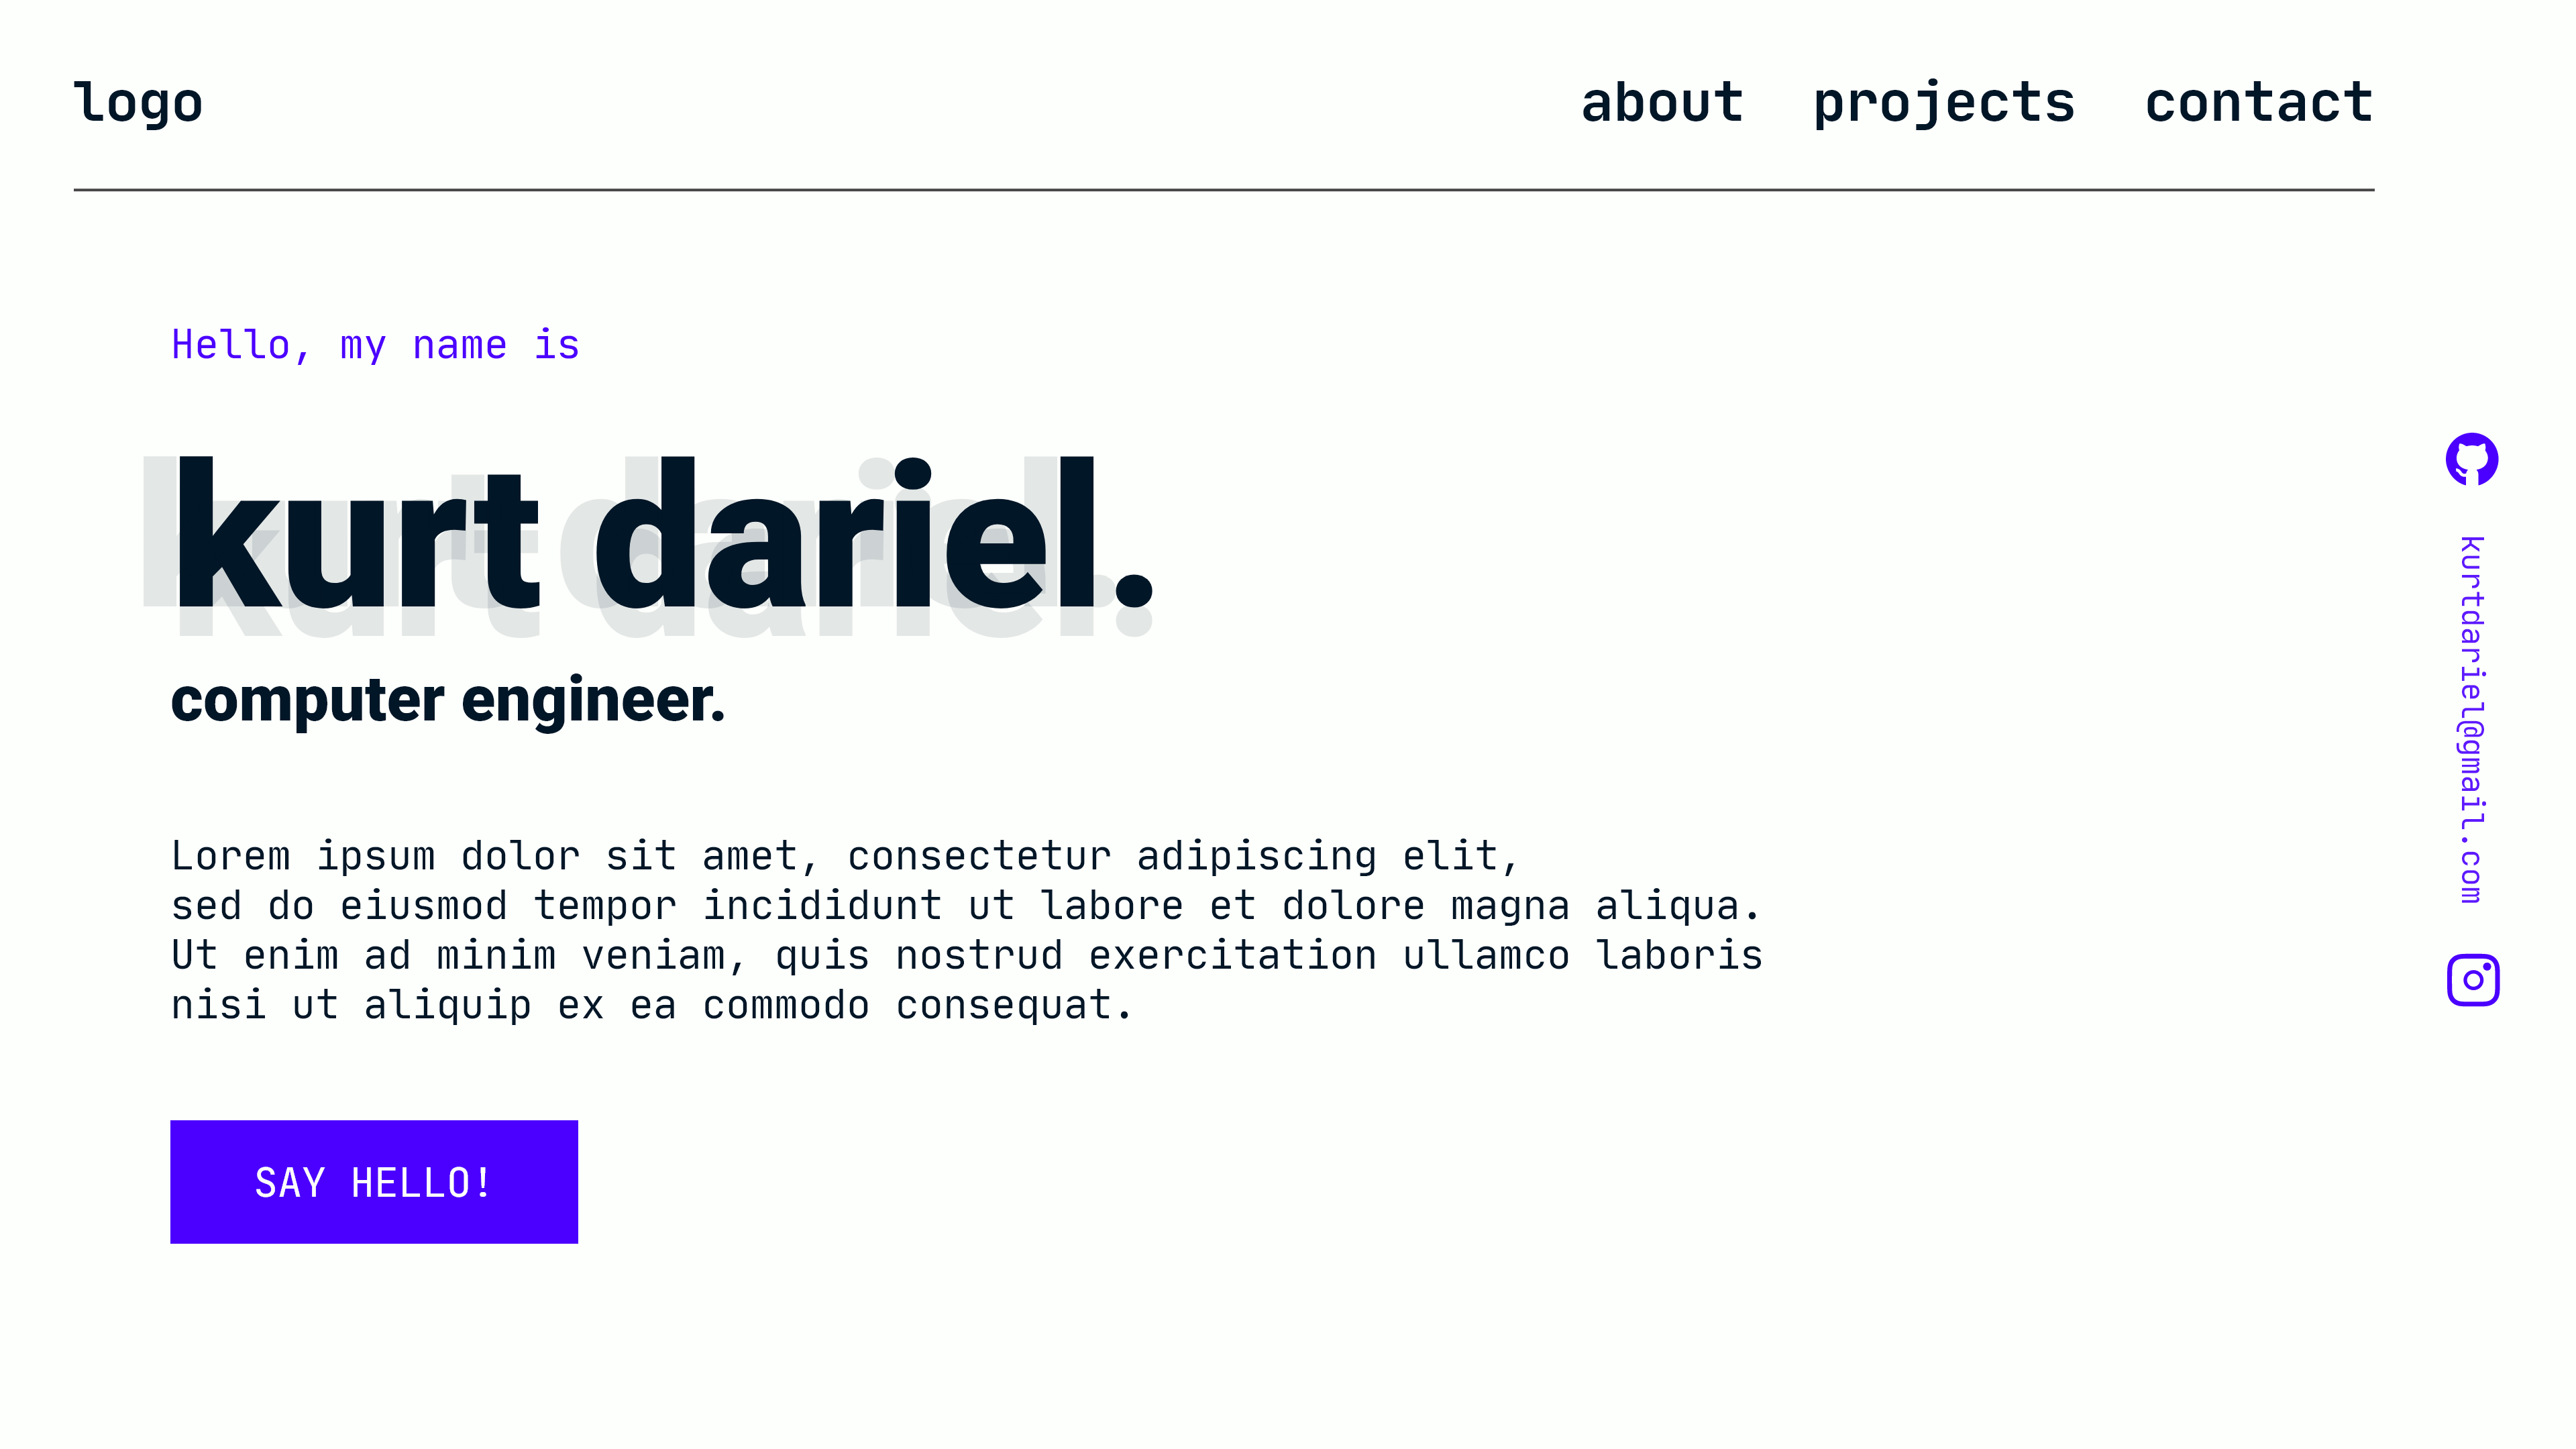 logo
about projects contact
Hello, my name is
kurt dariel.
computer engineer.
Lorem ipsum dolor sit amet, consectetur adipiscing elit,
sed do eiusmod tempor incididunt ut labore et dolore magna aliqua.
Ut enim ad minim veniam, quis nostrud exercitation ullamco laboris
nisi ut aliquip ex ea commodo consequat.
SAY HELLO!
kurtdariel@gmail.com